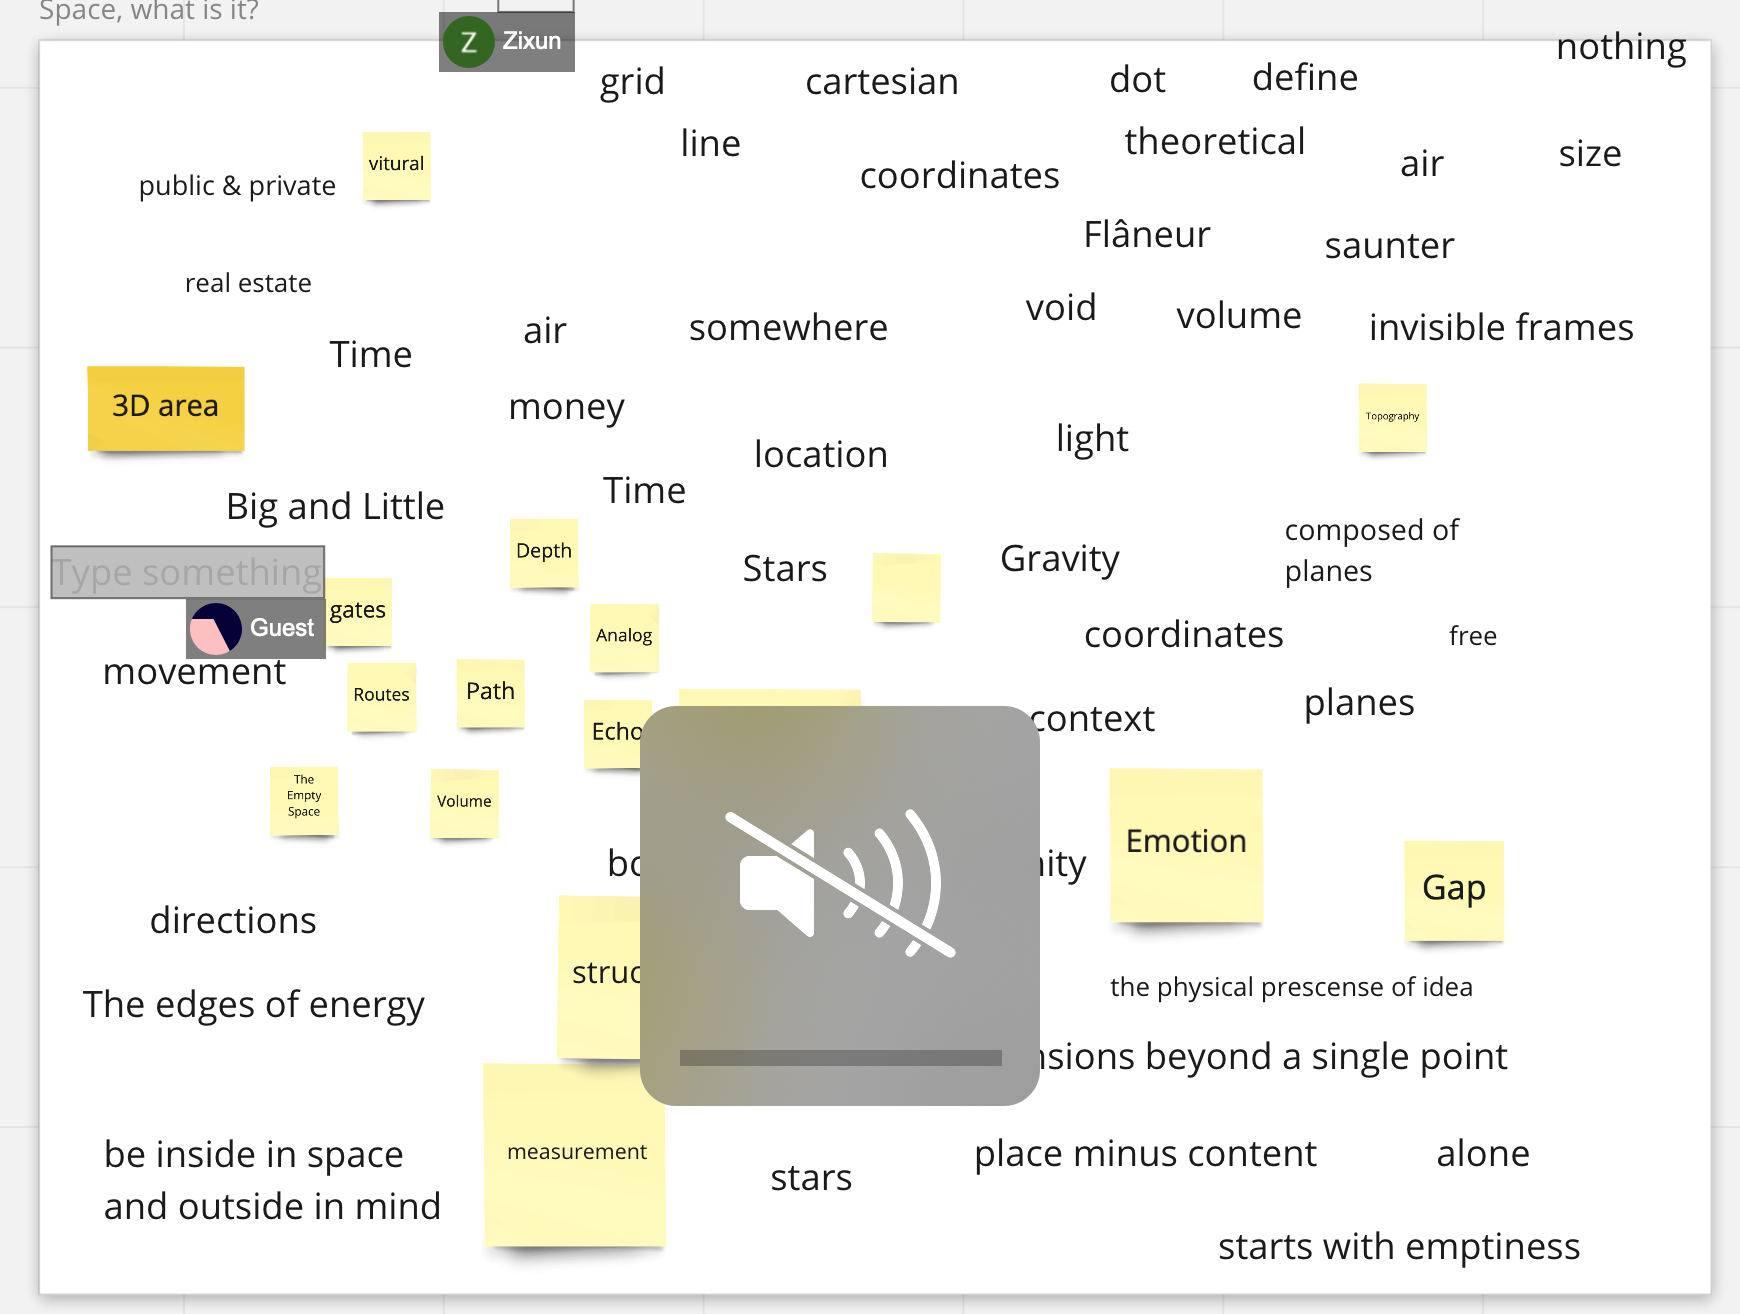 Space, what is it?
Z Zixun
nothing
grid
cartesian
dot
define
line
coordinates
theoretical
air
size
vitural
public & private
Flâneur
saunter
real estate
Time
air
somewhere
void
volume
invisible frames
3D area
money
location
light
Topography
Big and Little
Time
Depth
Stars
Gravity
composed of
planes
Type something
gates
Guest
Analog
coordinates
free
movement
Routes
Path
Echo
context
planes
The
Empty
Space
Volume
Emotion
Gap
directions
The edges of energy
the physical prescense of idea
beyond a single point
be inside in space
and outside in mind
measurement
stars
place minus content
alone
starts with emptiness